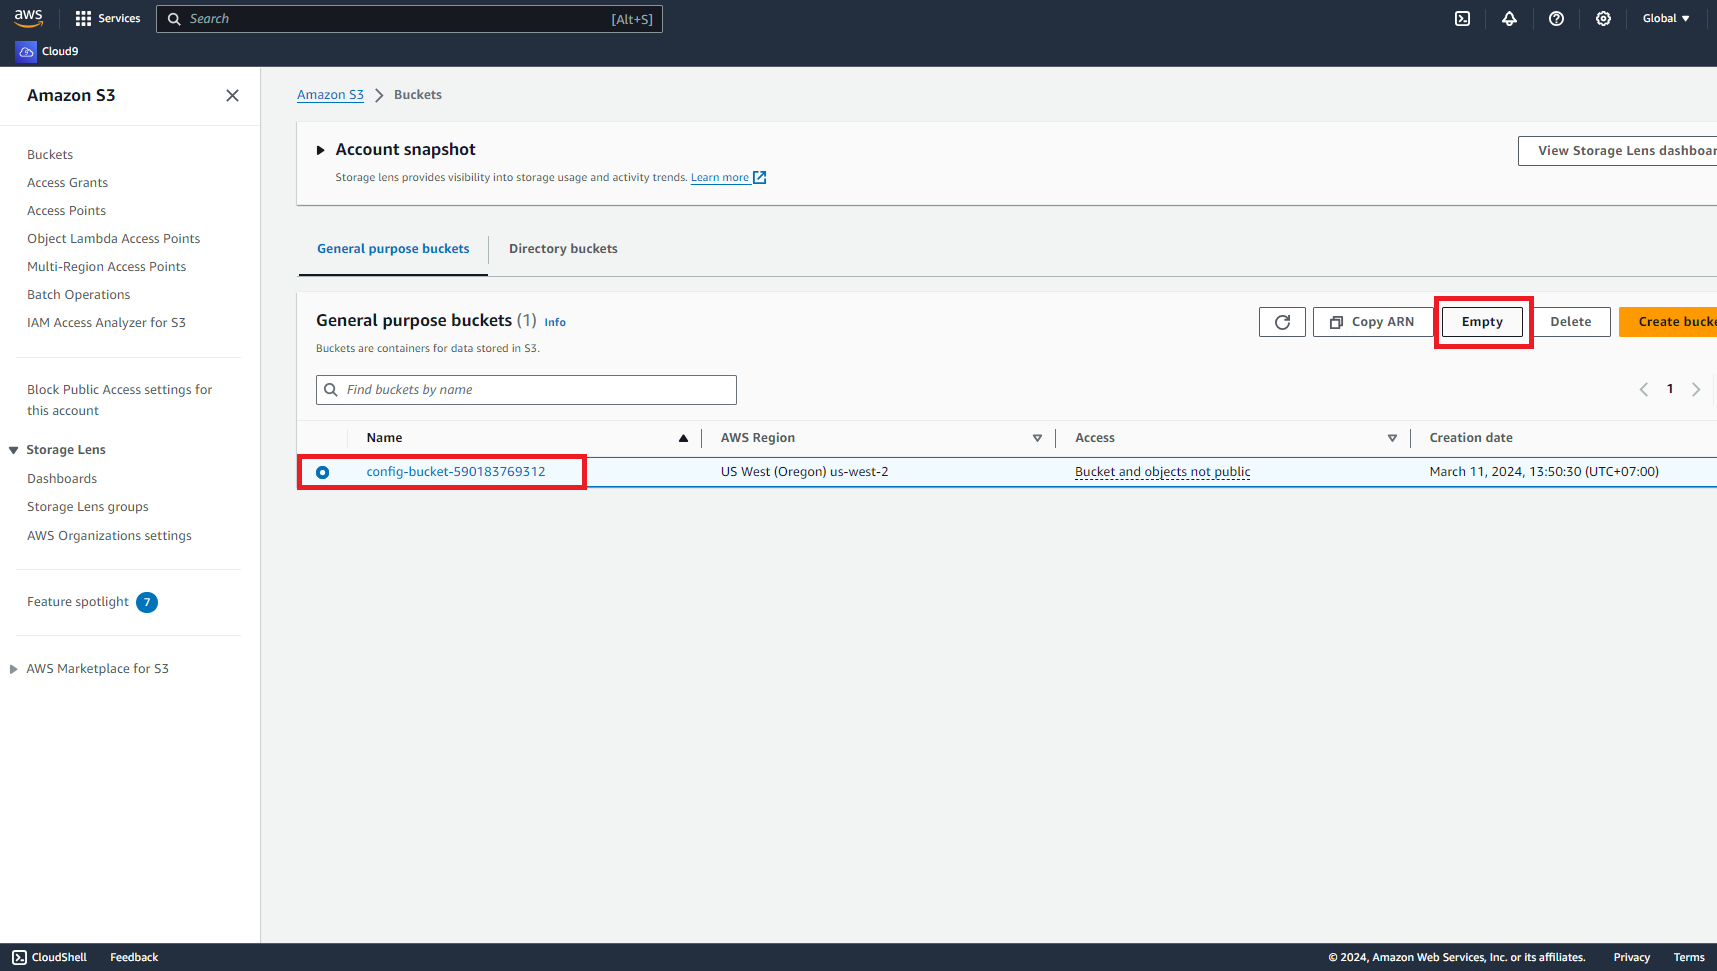 aws
Services
Search
[Alt+S]
Global
Cloud9
Amazon S3
Buckets
Access Grants
Access Points
Object Lambda Access Points
Multi-Region Access Points
Batch Operations
IAM Access Analyzer for S3
Block Public Access settings for
this account
Storage Lens
Dashboards
Storage Lens groups
AWS Organizations settings
Feature spotlight 7
AWS Marketplace for S3
Amazon S3 Buckets
Account snapshot
Storage lens provides visibility into storage usage and activity trends. Learn more
View Storage Lens dashboar
General purpose buckets
Directory buckets
General purpose buckets (1) Info
Buckets are containers for data stored in S3.
Copy ARN
Empty
Delete
Create bucke
Find buckets by name
1
Name
AWS Region
Access
Creation date
config-bucket-590183769312
US West (Oregon) us-west-2
Bucket and objects not public
March 11, 2024, 13:50:30 (UTC+07:00)
CloudShell
Feedback
© 2024, Amazon Web Services, Inc. or its affiliates.
Privacy
Terms